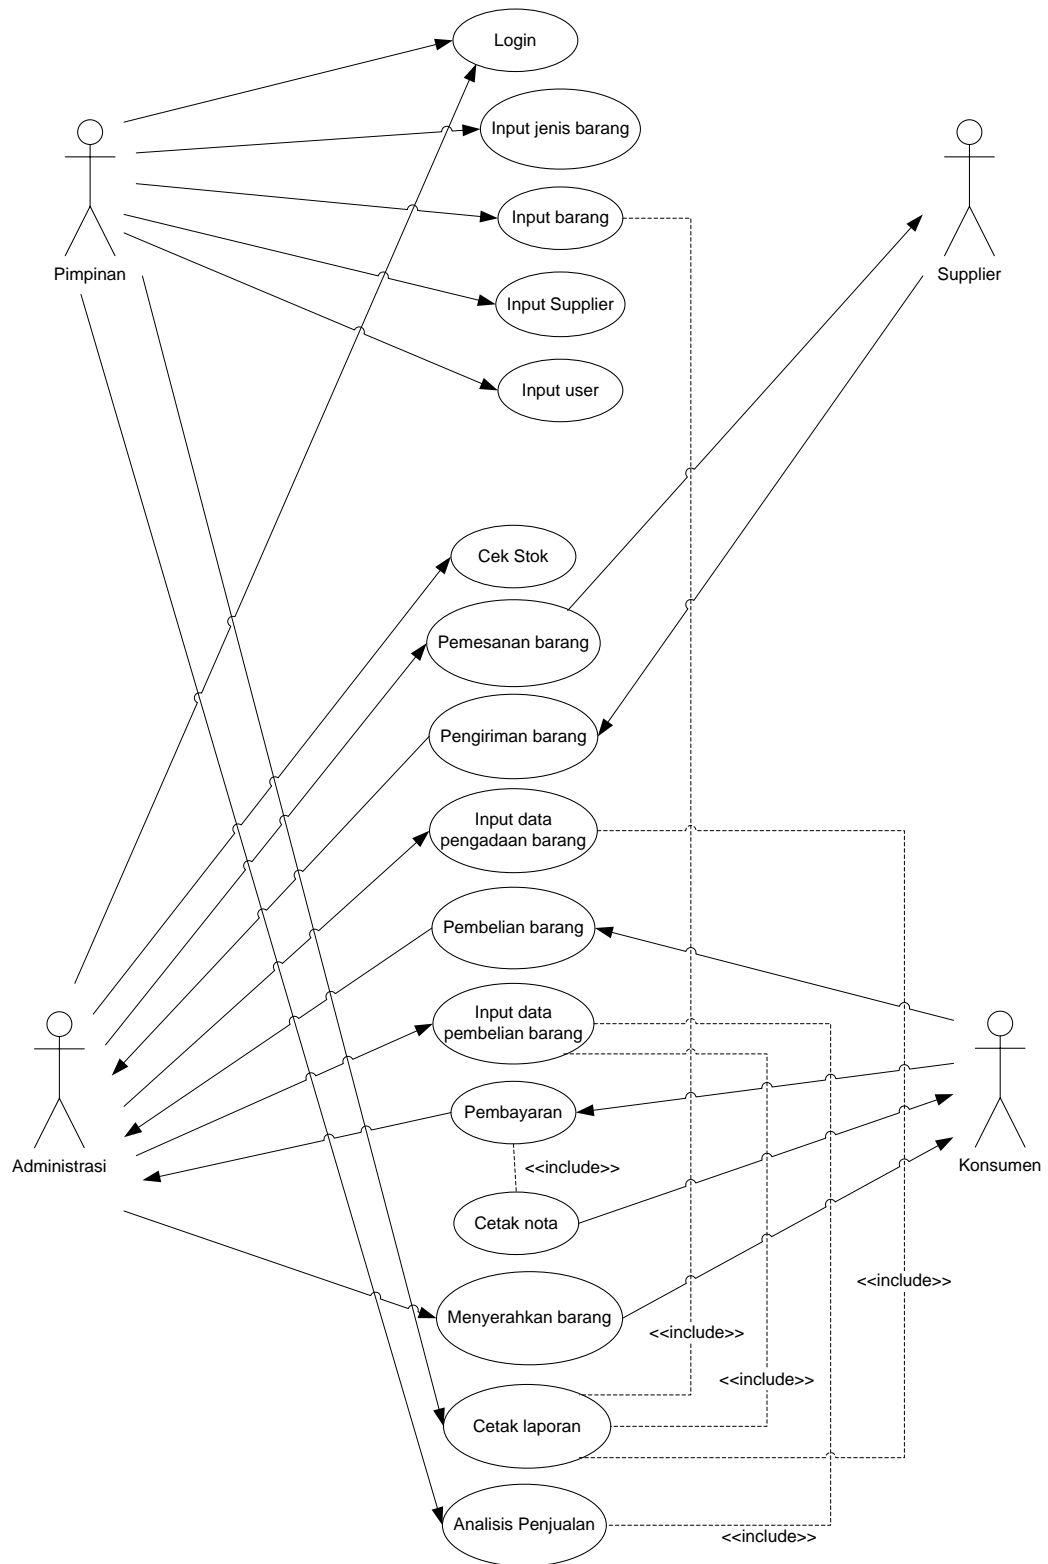 Login
Input jenis barang
Input barang
Pimpinan
Supplier
Input Supplier
Input user
Cek Stok
Pemesanan barang
Pengiriman barang
Input data
pengadaan barang
Pembelian barang
Input data
pembelian barang
Pembayaran
Administrasi
<<include>>
Konsumen
Cetak nota
<<include>>
Menyerahkan barang
<<include>>
<<include>>
Cetak laporan
Analisis Penjualan
<<include>>